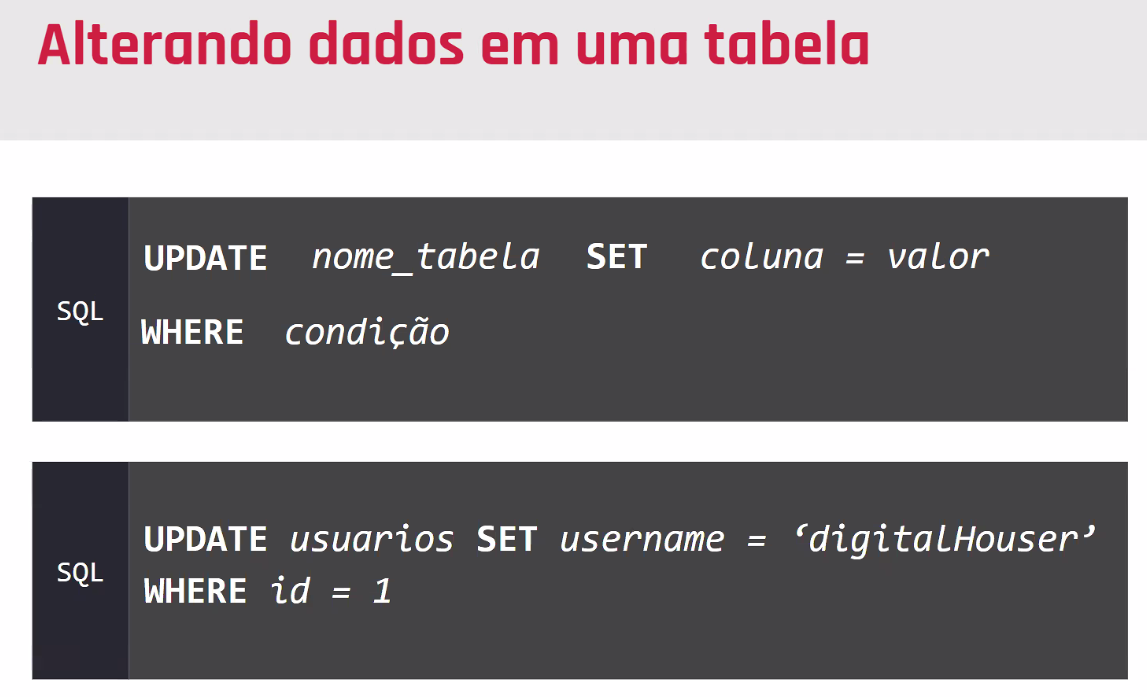 Alterando dados em uma tabela
SQL
UPDATE nome_tabela SET coluna = valor
WHERE condição
SQL
UPDATE usuarios SET username = ‘digitalHouser’
WHERE id = 1